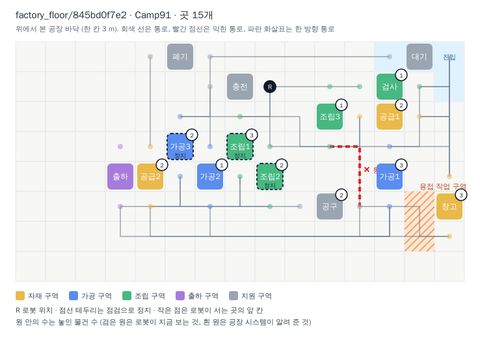 factory_floor/845bd0f7e2 · Camp91 · 곳 15개
위에서 본 공장 바닥 (한 칸 3 m). 회색 선은 통로, 빨간 점선은 막힌 통로, 파란 화살표는 한 방향 통로
폐기
대기
진입
충전
R
검사
1
조립3
1
공급1
2
가공3
2
정지
조립1
3
정지
출하
공급2
2
가공2
1
조립2
2
정지
가공1
3
용접 작업 구역
공구
2
창고
3
자재 구역
가공 구역
조립 구역
출하 구역
지원 구역
R 로봇 위치 · 점선 테두리는 점검으로 정지 · 작은 점은 로봇이 서는 곳의 앞 칸
원 안의 수는 놓인 물건 수 (검은 원은 로봇이 지금 보는 것, 흰 원은 공장 시스템이 알려 준 것)